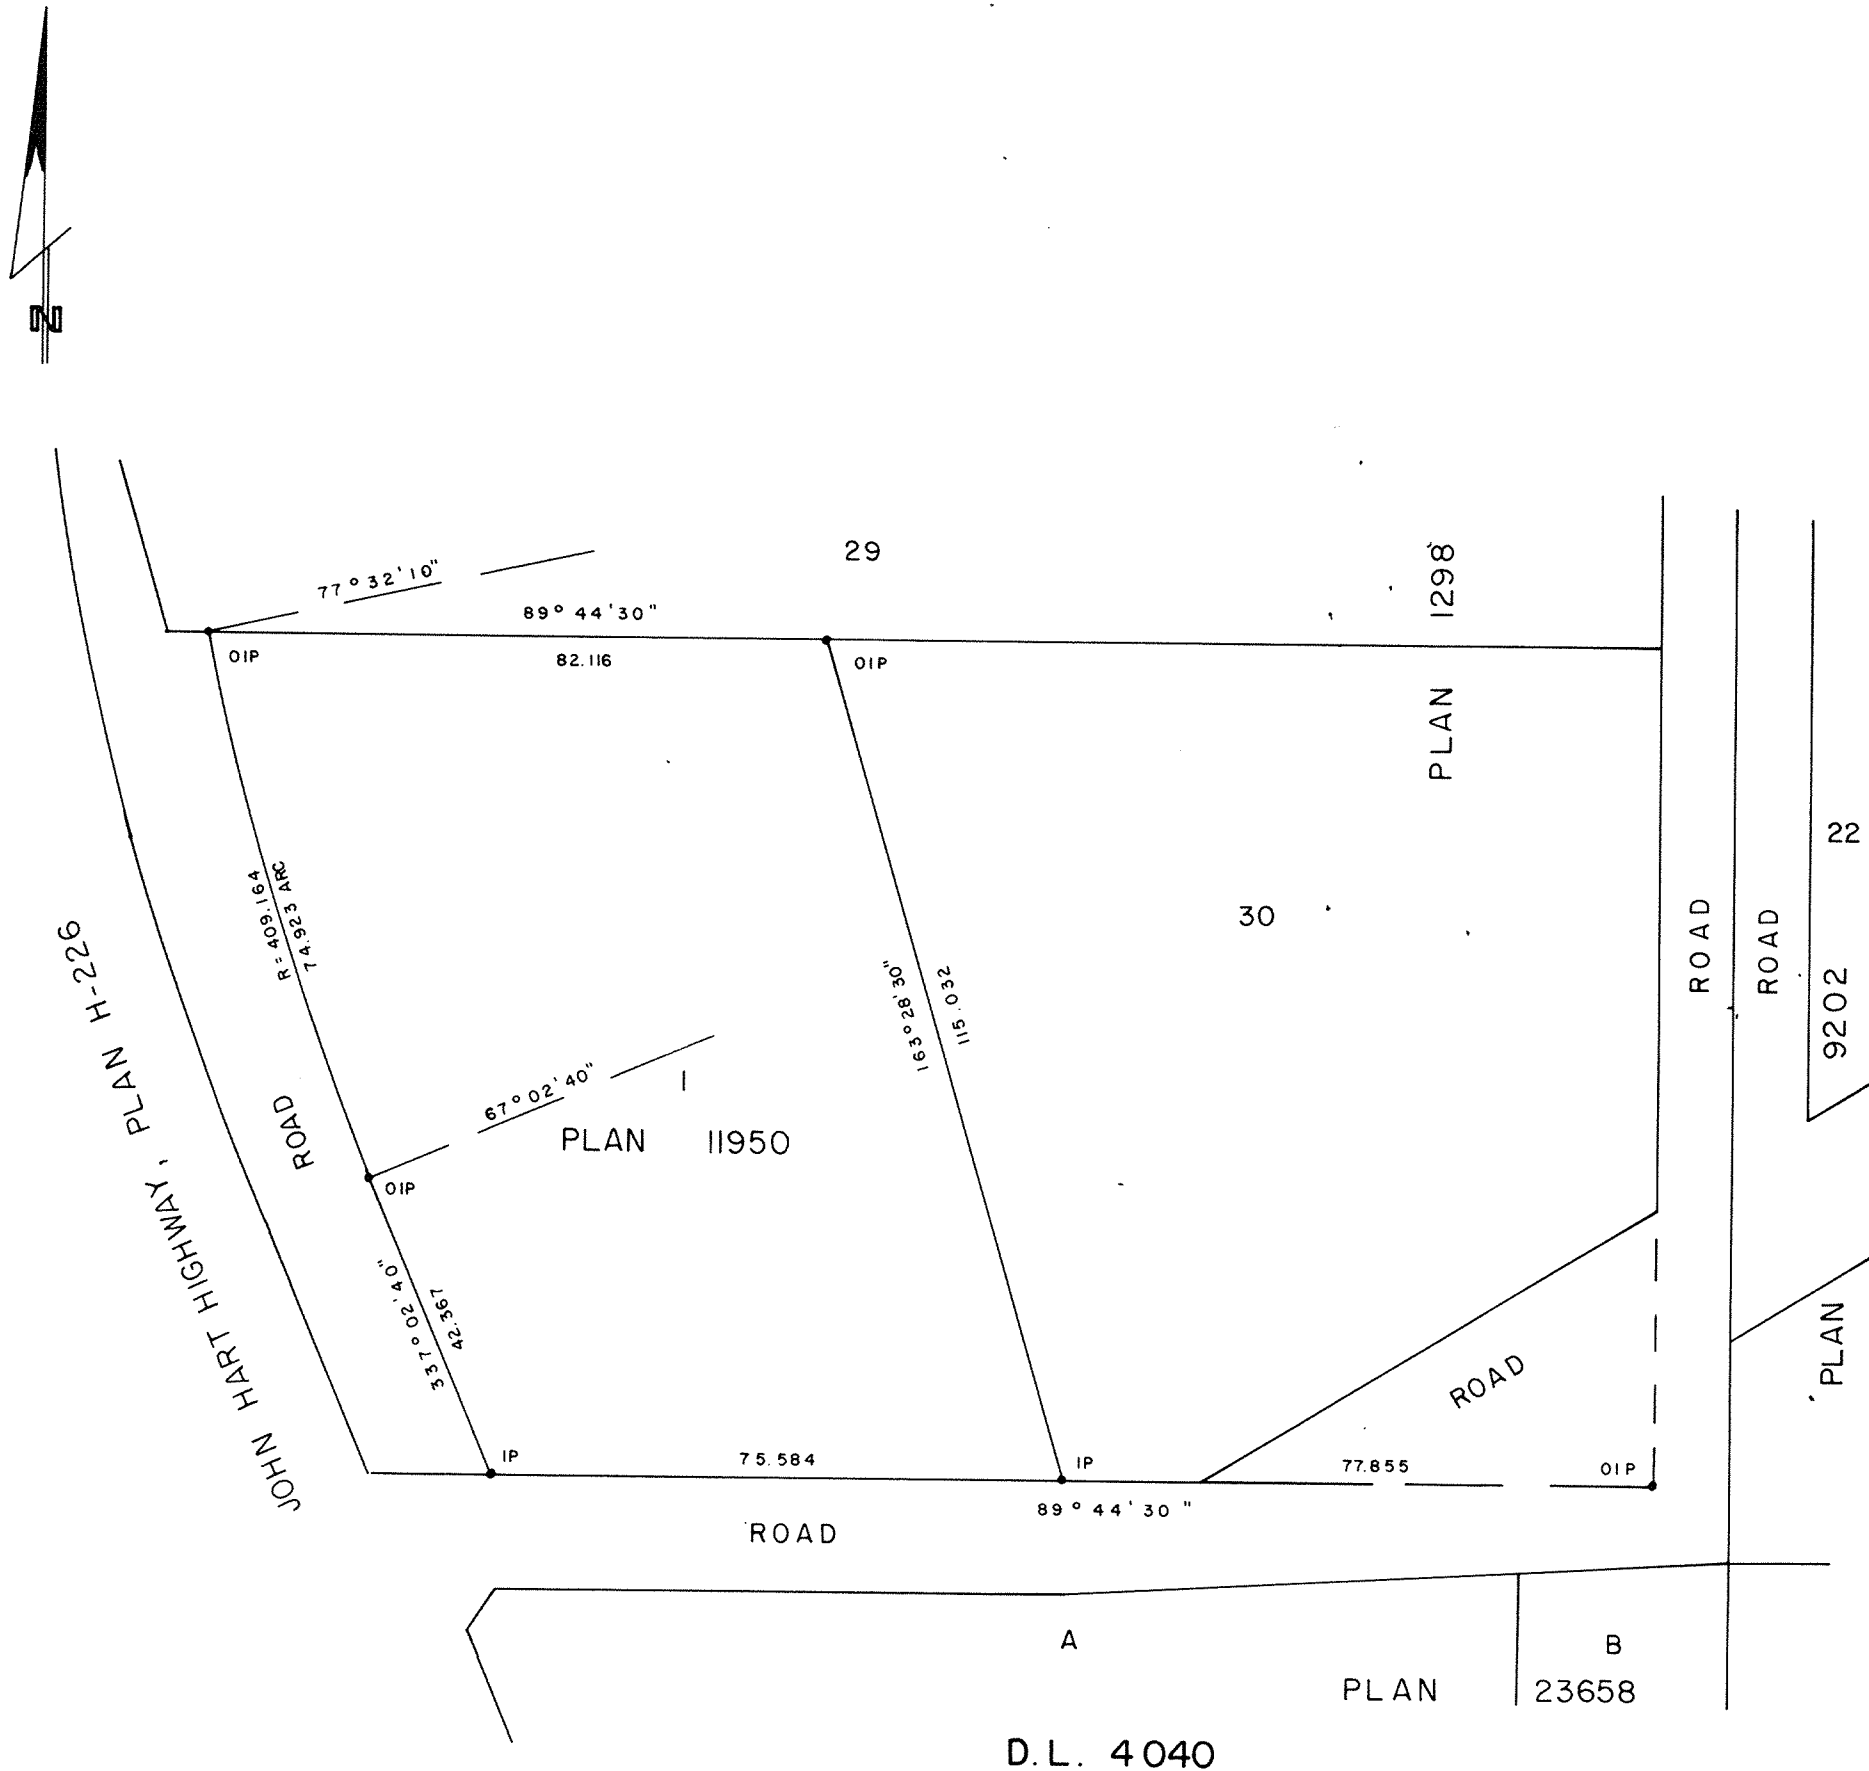 N
29
PLAN 1298
77° 32' 10"
89° 44' 30"
82.116
OIP
OIP
R = 409.164
74.923 ARC
163° 28' 30"
115.032
30
22
ROAD
ROAD
PLAN 9202
JOHN HART HIGHWAY, PLAN H-226
ROAD
67° 02' 40"
1
PLAN 11950
OIP
337° 02' 40"
42.367
ROAD
IP
75.584
IP
77.855
OIP
89° 44' 30"
ROAD
A
B
PLAN 23658
D.L. 4040